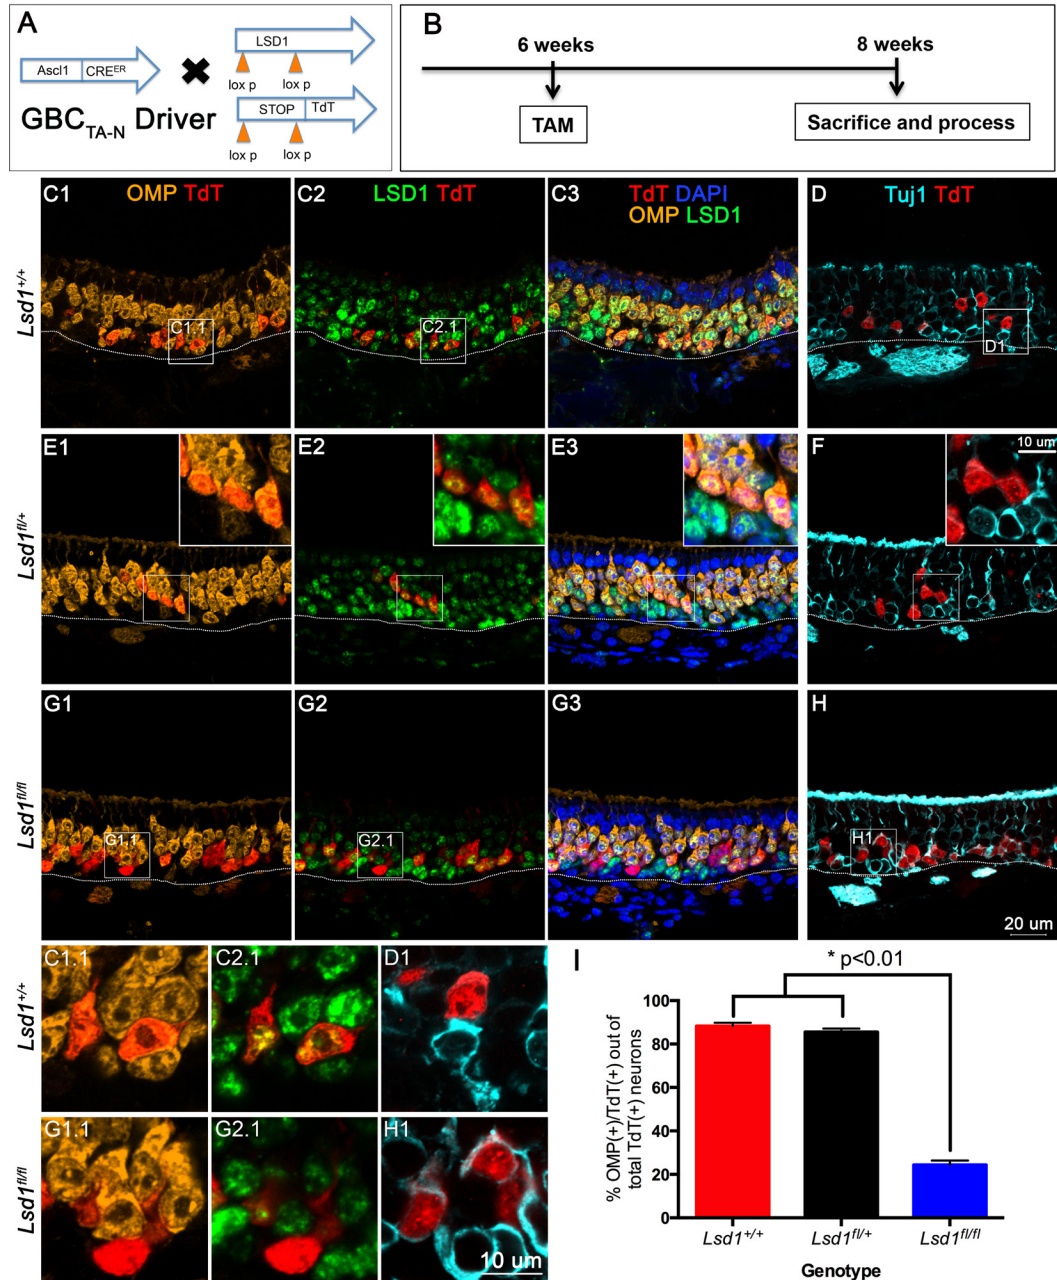 A
Ascl1 CRE^ER
LSD1
lox p lox p
STOP TdT
lox p lox p
GBC_TA-N Driver
B
6 weeks 8 weeks
TAM
Sacrifice and process
C1 OMP TdT
C2 LSD1 TdT
C3 TdT DAPI
OMP LSD1
D Tuj1 TdT
Lsd1^+/+
C1.1
C2.1
D1
E1
E2
E3
F
10 um
Lsd1^fl/+
G1
G2
G3
H
Lsd1^fl/fl
G1.1
G2.1
H1
20 um
C1.1
C2.1
D1
Lsd1^+/+
G1.1
G2.1
H1
Lsd1^fl/fl
10 um
I
* p<0.01
% OMP(+)/TdT(+) out of
total TdT(+) neurons
100
80
60
40
20
0
Lsd1^+/+ Lsd1^fl/+ Lsd1^fl/fl
Genotype